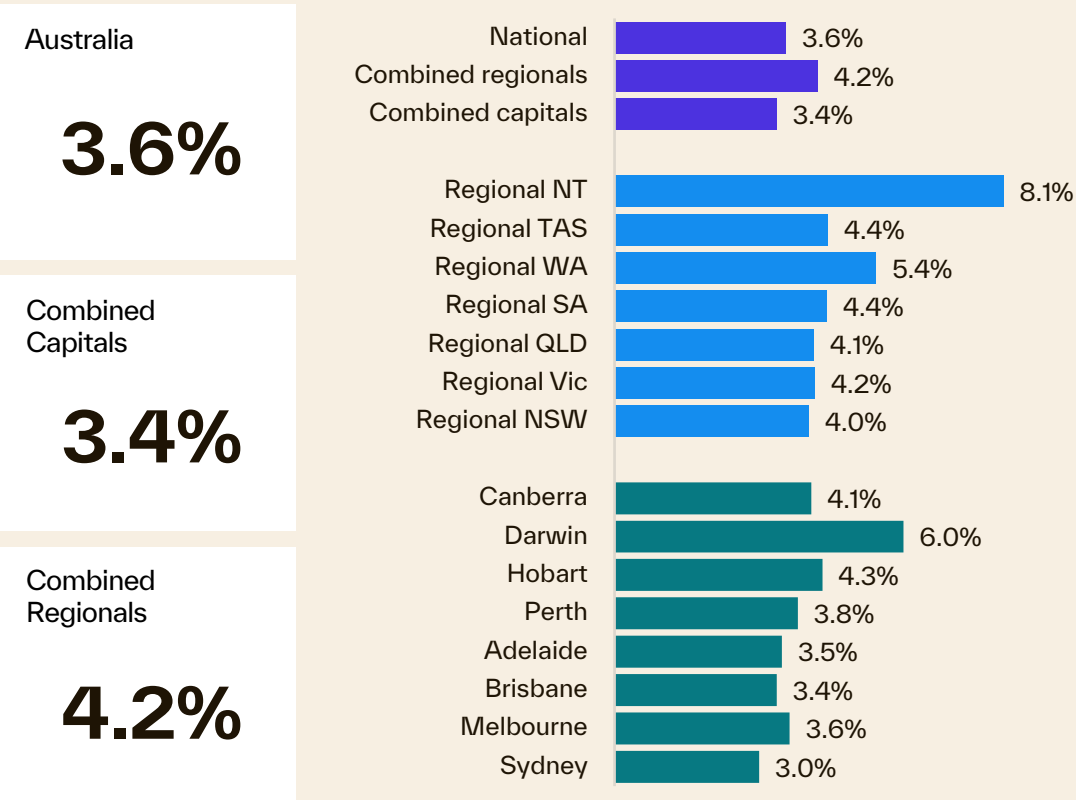 Australia
3.6%
Combined
Capitals
3.4%
Combined
Regionals
4.2%
National 3.6%
Combined regionals 4.2%
Combined capitals 3.4%
Regional NT 8.1%
Regional TAS 4.4%
Regional WA 5.4%
Regional SA 4.4%
Regional QLD 4.1%
Regional Vic 4.2%
Regional NSW 4.0%
Canberra 4.1%
Darwin 6.0%
Hobart 4.3%
Perth 3.8%
Adelaide 3.5%
Brisbane 3.4%
Melbourne 3.6%
Sydney 3.0%